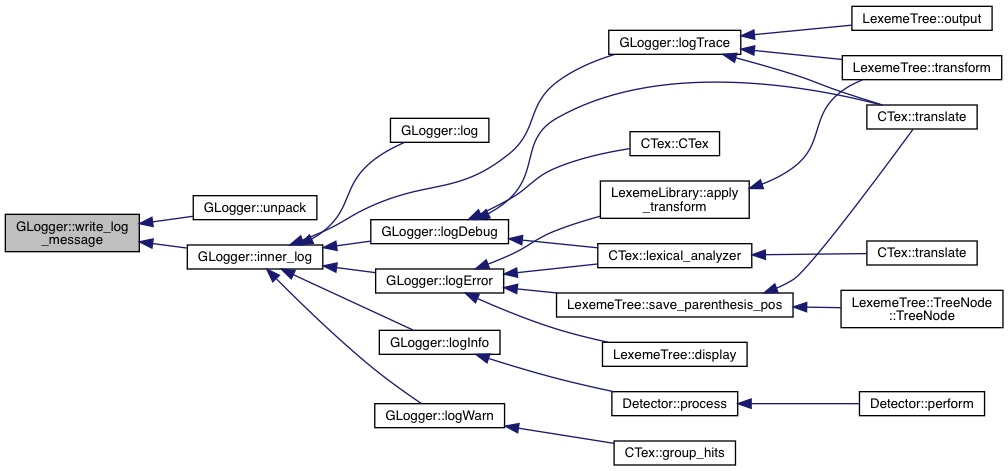 GLogger::write_log
_message
GLogger::unpack
GLogger::inner_log
GLogger::log
GLogger::logDebug
GLogger::logError
GLogger::logInfo
GLogger::logWarn
GLogger::logTrace
CTex::CTex
LexemeLibrary::apply
_transform
CTex::lexical_analyzer
LexemeTree::save_parenthesis_pos
LexemeTree::display
Detector::process
CTex::group_hits
LexemeTree::output
LexemeTree::transform
CTex::translate
CTex::translate
LexemeTree::TreeNode
::TreeNode
Detector::perform